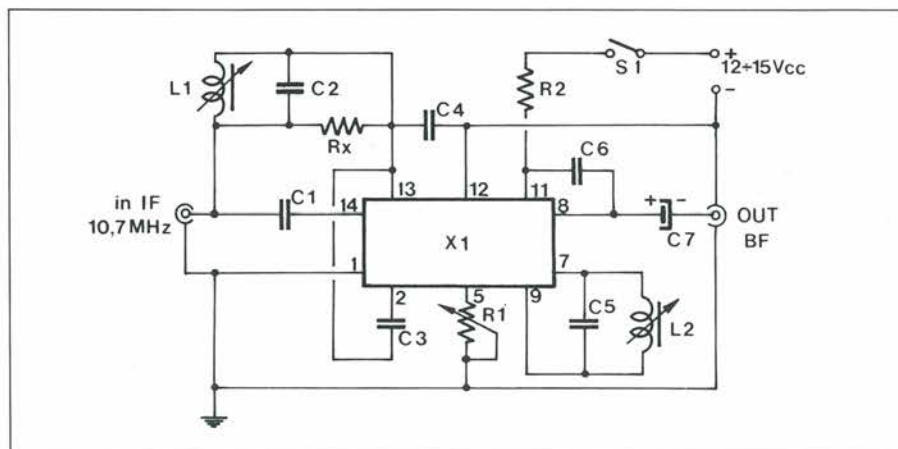 L1
C2
Rx
C4
R2
S1
+
12÷15Vcc
-
C6
in IF
10,7MHz
C1
14
13
12
11
8
+
-
C7
OUT
BF
X1
1
2
5
9
7
C3
R1
C5
L2